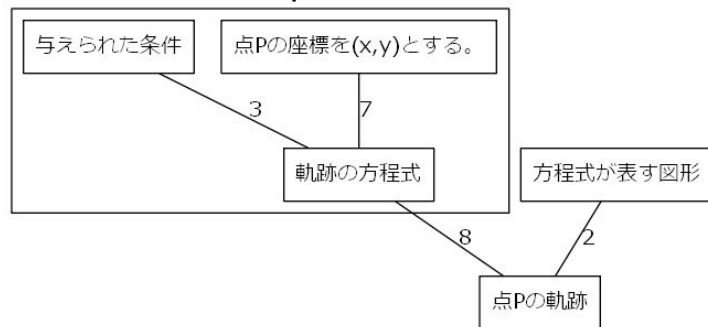 与えられた条件
点Pの座標を(x,y)とする。
3
7
軌跡の方程式
方程式が表す図形
8
2
点Pの軌跡